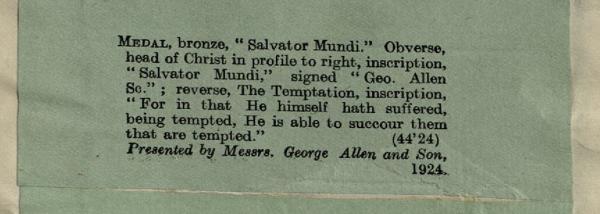 MEDAL, bronze, "Salvator Mundi." Obverse,
head of Christ in profile to right, inscription,
"Salvator Mundi," signed "Geo. Allen
Sc."; reverse, The Temptation, inscription,
"For in that He himself hath suffered,
being tempted, He is able to succour them
that are tempted." (44'24)
Presented by Messrs. George Allen and Son,
1924.